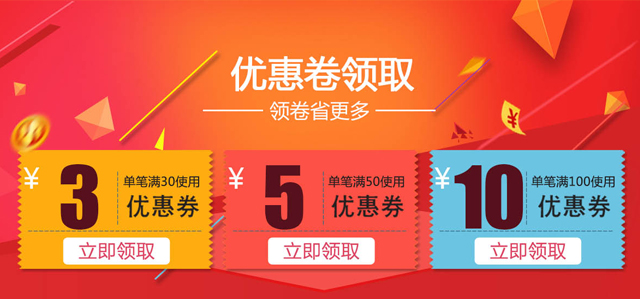 优惠卷领取
领卷省更多
¥ 3 单笔满30使用
优惠券
立即领取
¥ 5 单笔满50使用
优惠券
立即领取
¥ 10 单笔满100使用
优惠券
立即领取
¥